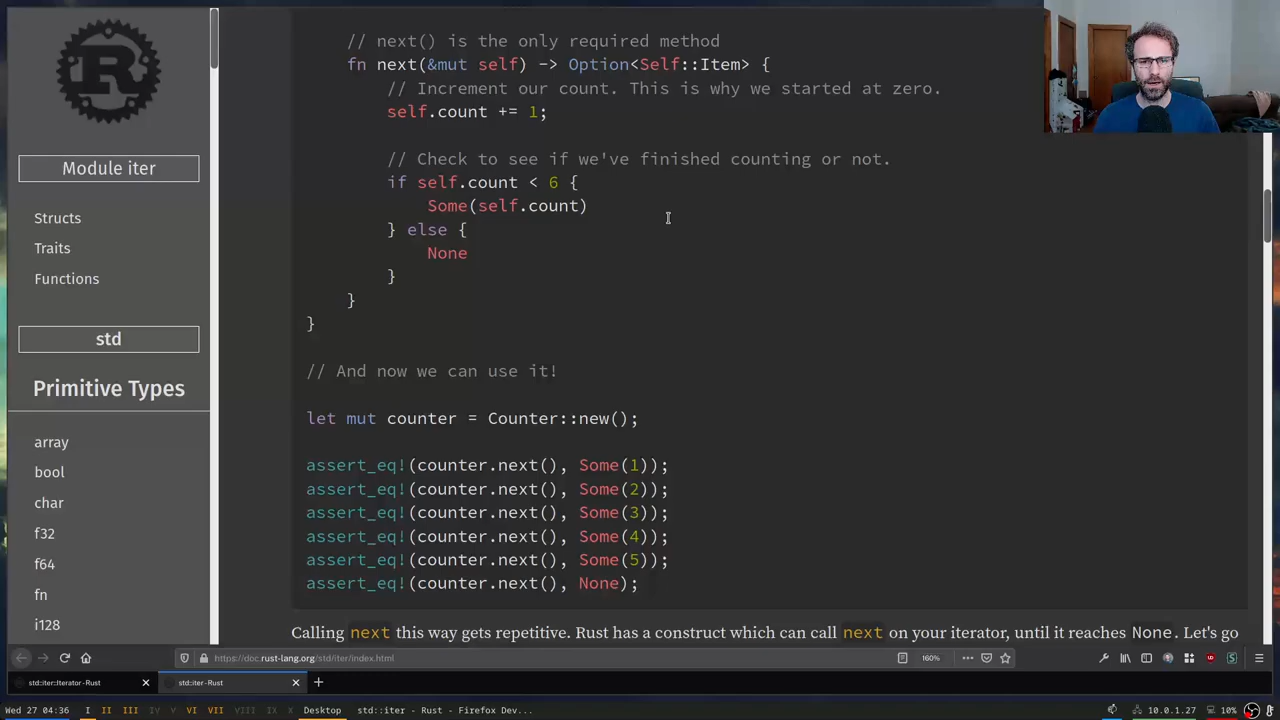 R
Module iter
Structs
Traits
Functions
std
Primitive Types
array
bool
char
f32
f64
fn
i128
// next() is the only required method
fn next(&mut self) -> Option<Self::Item> {
// Increment our count. This is why we started at zero.
self.count += 1;
// Check to see if we've finished counting or not.
if self.count < 6 {
Some(self.count)
} else {
None
}
}
}
// And now we can use it!
let mut counter = Counter::new();
assert_eq!(counter.next(), Some(1));
assert_eq!(counter.next(), Some(2));
assert_eq!(counter.next(), Some(3));
assert_eq!(counter.next(), Some(4));
assert_eq!(counter.next(), Some(5));
assert_eq!(counter.next(), None);
Calling next this way gets repetitive. Rust has a construct which can call next on your iterator, until it reaches None. Let's go
https://doc.rust-lang.org/std/iter/index.html
160%
std::iter::Iterator - Rust
std::iter - Rust
Wed 27 04:36 I II III IV V VI VII VIII IX X Desktop std::iter - Rust - Firefox Dev...
10.0.1.27 10%